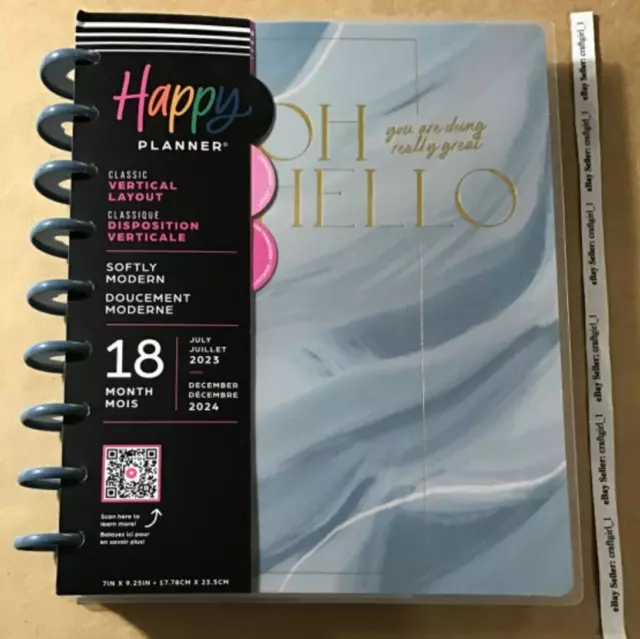 Happy
PLANNER®
CLASSIC
VERTICAL
LAYOUT
CLASSIQUE
DISPOSITION
VERTICALE
SOFTLY
MODERN
DOUCEMENT
MODERNE
18
MONTH
MOIS
JULY
JUILLET
2023
DECEMBER
DÉCEMBRE
2024
Scan here to
learn more!
Balayez ici pour
en savoir plus!
7IN X 9.25IN • 17.78CM X 23.5CM
OH
you are doing
really great
HELLO
eBay Seller: craftgirl_1
eBay Seller: craftgirl_1
eBay Seller: craftgirl_1
eBay Seller: craftgirl_1
eBay Seller: craftgirl_1
eBay Seller: craftgirl_1